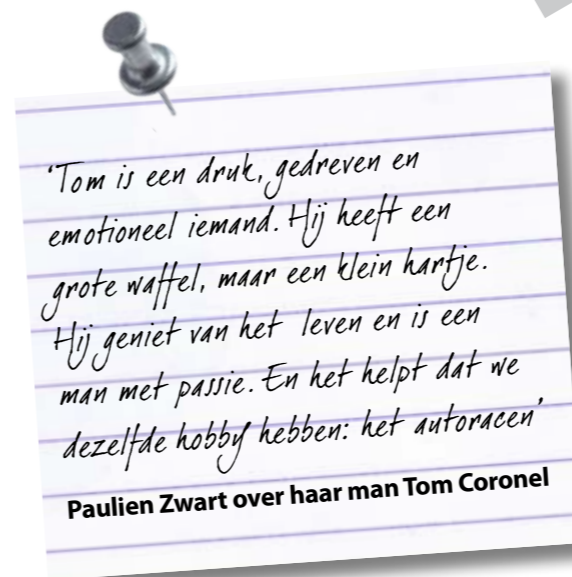 ‘Tom is een druk, gedreven en
emotioneel iemand. Hij heeft een
grote waffel, maar een klein hartje.
Hij geniet van het leven en is een
man met passie. En het helpt dat we
dezelfde hobby hebben: het autoracen’
Paulien Zwart over haar man Tom Coronel